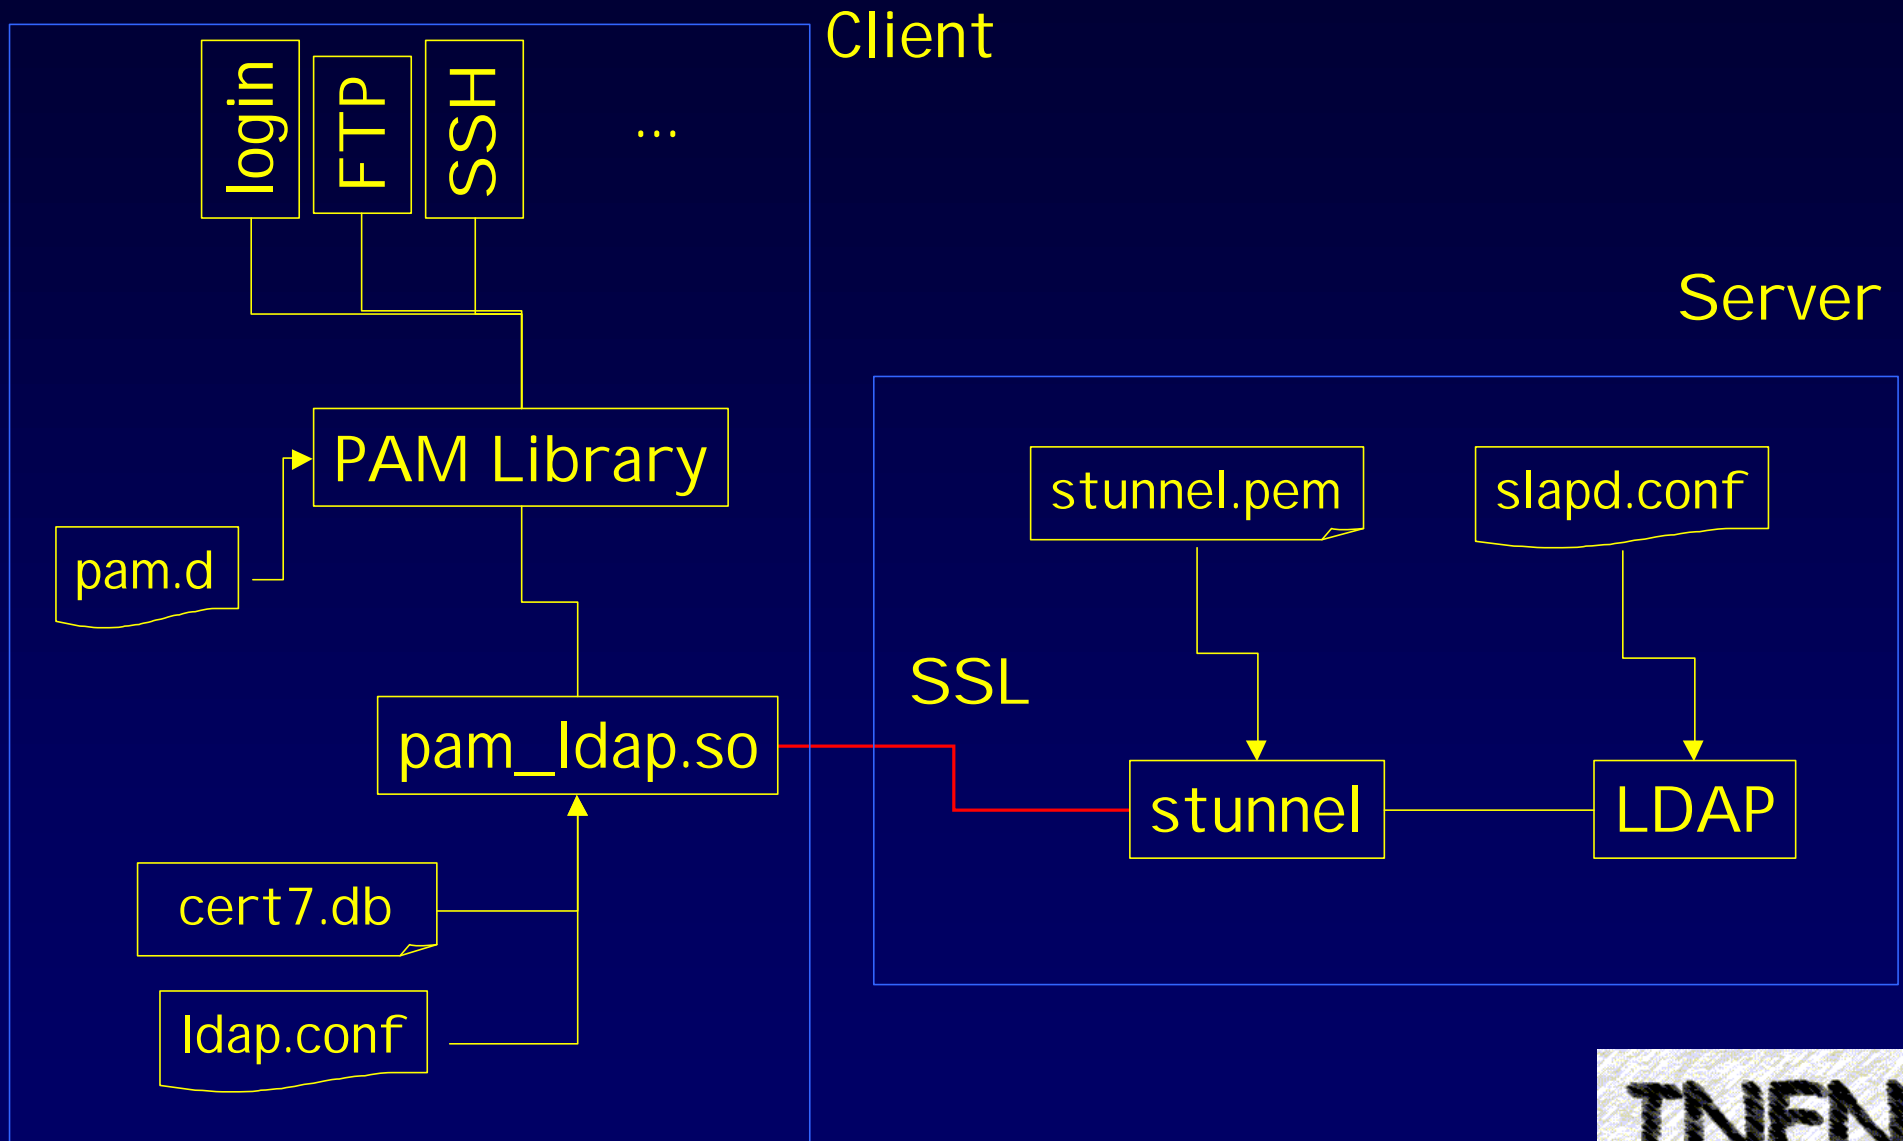 Client
login
FTP
SSH
...
Server
PAM Library
stunnel.pem
slapd.conf
pam.d
SSL
pam_ldap.so
stunnel
LDAP
cert7.db
ldap.conf
TNFN